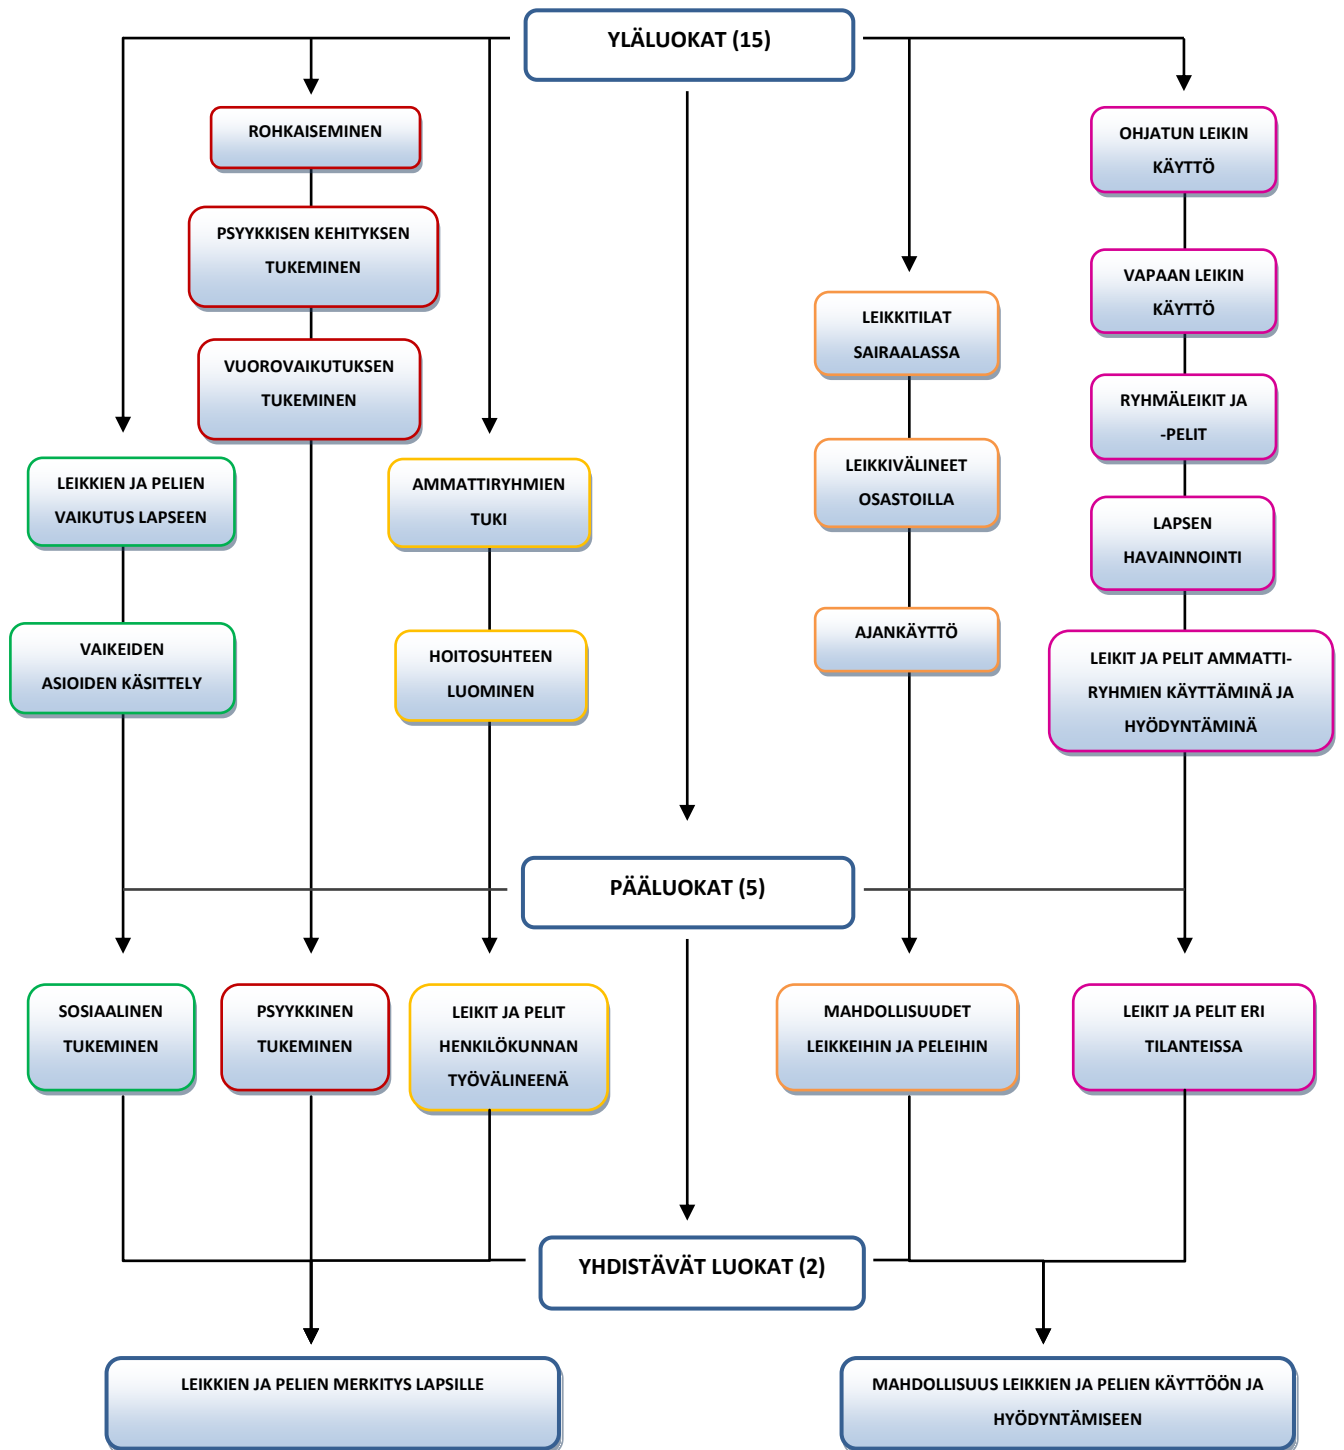 YLÄLUOKAT (15)
ROHKAISEMINEN
PSYYKKISEN KEHITYKSEN
TUKEMINEN
VUOROVAIKUTUKSEN
TUKEMINEN
LEIKKIEN JA PELIEN
VAIKUTUS LAPSEEN
VAIKEIDEN
ASIOIDEN KÄSITTELY
AMMATTIRYHMIEN
TUKI
HOITOSUHTEEN
LUOMINEN
LEIKKITILAT
SAIRAALASSA
LEIKKIVÄLINEET
OSASTOILLA
AJANKÄYTTÖ
OHJATUN LEIKIN
KÄYTTÖ
VAPAAN LEIKIN
KÄYTTÖ
RYHMÄLEIKIT JA
-PELIT
LAPSEN
HAVAINNOINTI
LEIKIT JA PELIT AMMATTI-
RYHMIEN KÄYTTÄMINÄ JA
HYÖDYNTÄMINÄ
PÄÄLUOKAT (5)
SOSIAALINEN
TUKEMINEN
PSYYKKINEN
TUKEMINEN
LEIKIT JA PELIT
HENKILÖKUNNAN
TYÖVÄLINEENÄ
MAHDOLLISUUDET
LEIKKEIHIN JA PELEIHIN
LEIKIT JA PELIT ERI
TILANTEISSA
YHDISTÄVÄT LUOKAT (2)
LEIKKIEN JA PELIEN MERKITYS LAPSILLE
MAHDOLLISUUS LEIKKIEN JA PELIEN KÄYTTÖÖN JA
HYÖDYNTÄMISEEN